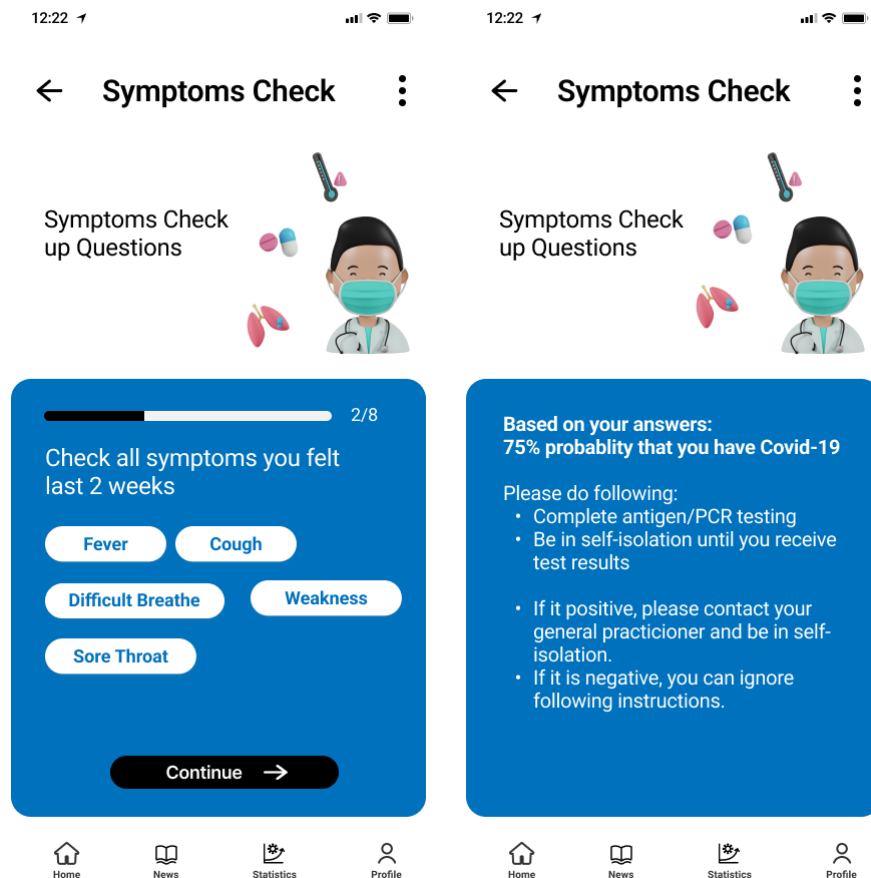 12:22
Symptoms Check
Symptoms Check
up Questions
2/8
Check all symptoms you felt
last 2 weeks
Fever Cough
Difficult Breathe Weakness
Sore Throat
Continue
Home News Statistics Profile
12:22
Symptoms Check
Symptoms Check
up Questions
Based on your answers:
75% probablity that you have Covid-19
Please do following:
• Complete antigen/PCR testing
• Be in self-isolation until you receive
test results
• If it positive, please contact your
general practicioner and be in self-
isolation.
• If it is negative, you can ignore
following instructions.
Home News Statistics Profile